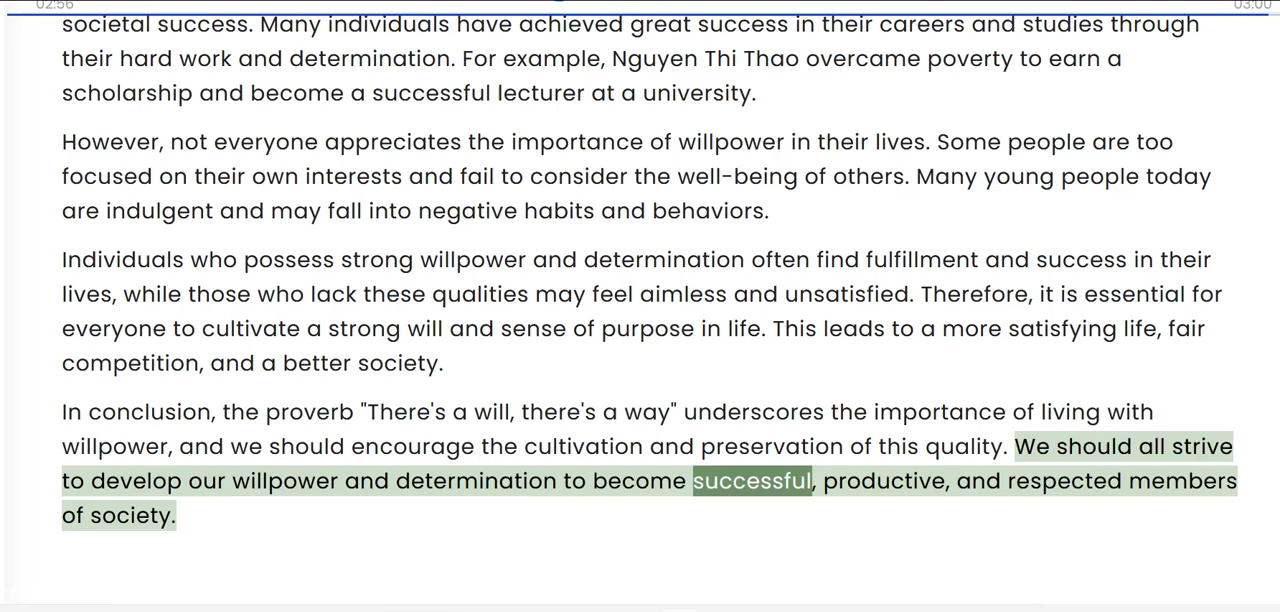 02:56 03:00
societal success. Many individuals have achieved great success in their careers and studies through
their hard work and determination. For example, Nguyen Thi Thao overcame poverty to earn a
scholarship and become a successful lecturer at a university.
However, not everyone appreciates the importance of willpower in their lives. Some people are too
focused on their own interests and fail to consider the well-being of others. Many young people today
are indulgent and may fall into negative habits and behaviors.
Individuals who possess strong willpower and determination often find fulfillment and success in their
lives, while those who lack these qualities may feel aimless and unsatisfied. Therefore, it is essential for
everyone to cultivate a strong will and sense of purpose in life. This leads to a more satisfying life, fair
competition, and a better society.
In conclusion, the proverb "There's a will, there's a way" underscores the importance of living with
willpower, and we should encourage the cultivation and preservation of this quality. We should all strive
to develop our willpower and determination to become successful, productive, and respected members
of society.